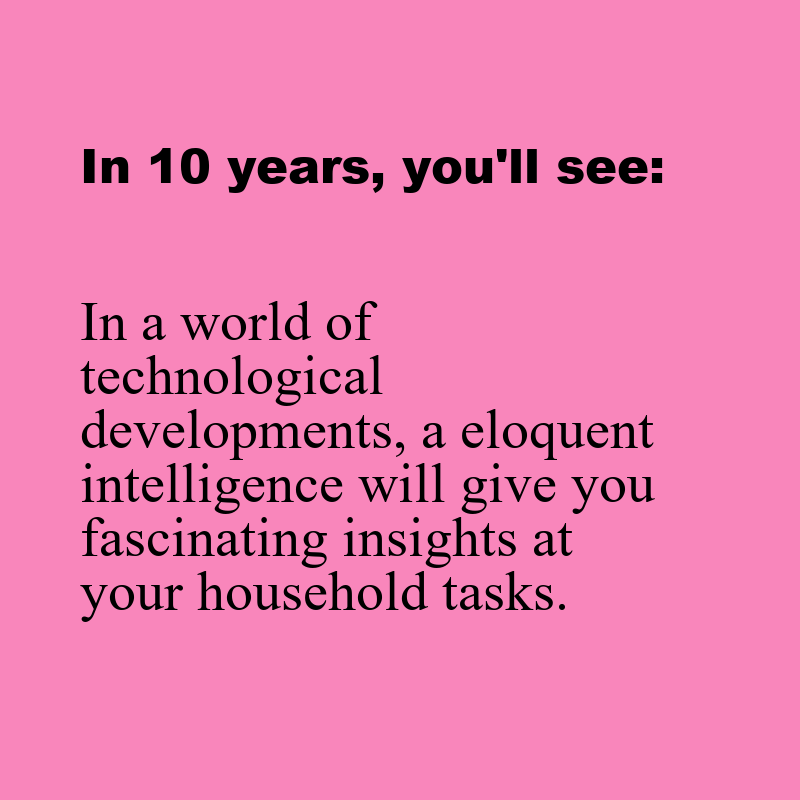 In 10 years, you'll see:
In a world of
technological
developments, a eloquent
intelligence will give you
fascinating insights at
your household tasks.